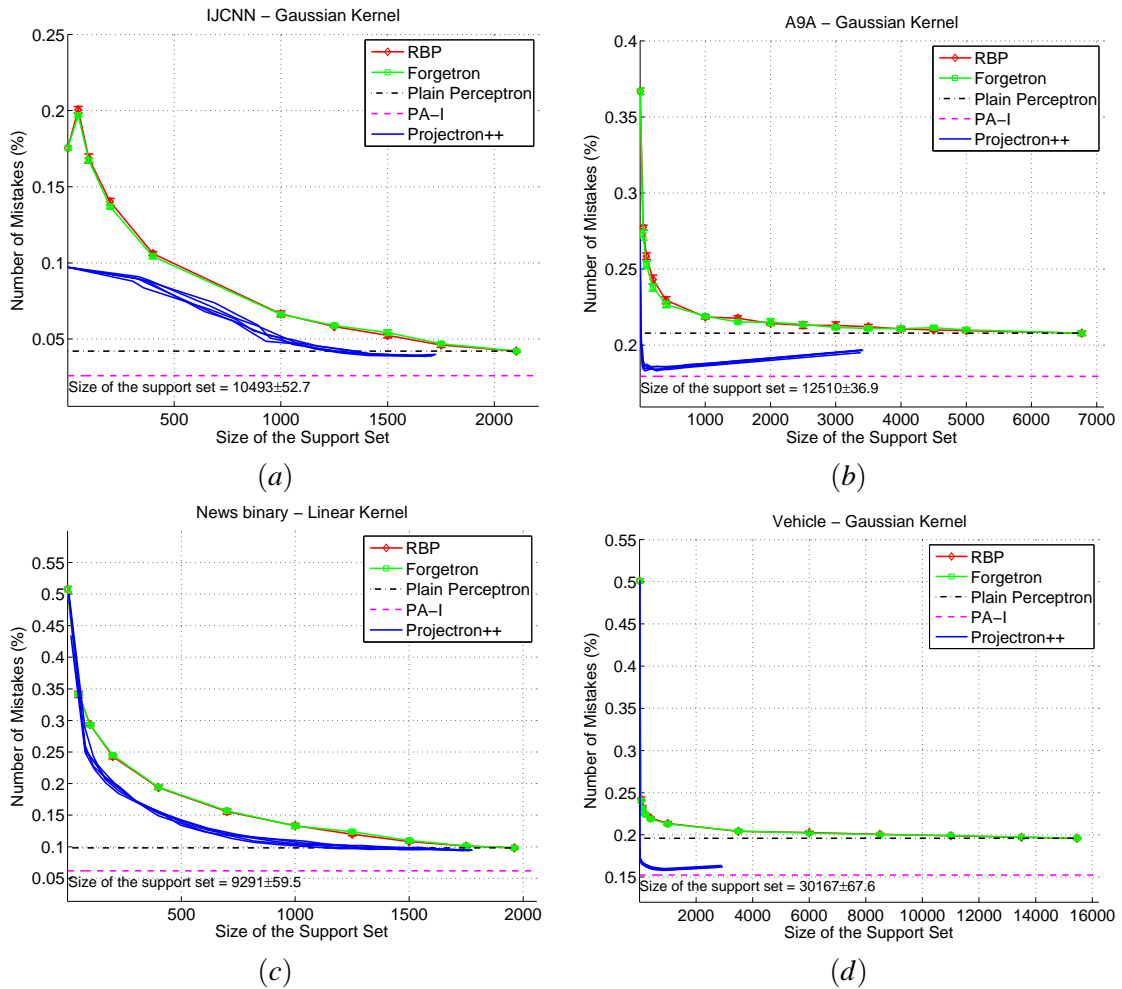 IJCNN − Gaussian Kernel
0.25
0.2
0.15
0.1
0.05
Number of Mistakes (%)
RBP
Forgetron
Plain Perceptron
PA−I
Projectron++
Size of the support set = 10493±52.7
500 1000 1500 2000
Size of the Support Set
(a)
A9A − Gaussian Kernel
0.4
0.35
0.3
0.25
0.2
Number of Mistakes (%)
RBP
Forgetron
Plain Perceptron
PA−I
Projectron++
Size of the support set = 12510±36.9
1000 2000 3000 4000 5000 6000 7000
Size of the Support Set
(b)
News binary − Linear Kernel
0.55
0.5
0.45
0.4
0.35
0.3
0.25
0.2
0.15
0.1
0.05
Number of Mistakes (%)
RBP
Forgetron
Plain Perceptron
PA−I
Projectron++
Size of the support set = 9291±59.5
500 1000 1500 2000
Size of the Support Set
(c)
Vehicle − Gaussian Kernel
0.55
0.5
0.45
0.4
0.35
0.3
0.25
0.2
0.15
Number of Mistakes (%)
RBP
Forgetron
Plain Perceptron
PA−I
Projectron++
Size of the support set = 30167±67.6
2000 4000 6000 8000 10000 12000 14000 16000
Size of the Support Set
(d)